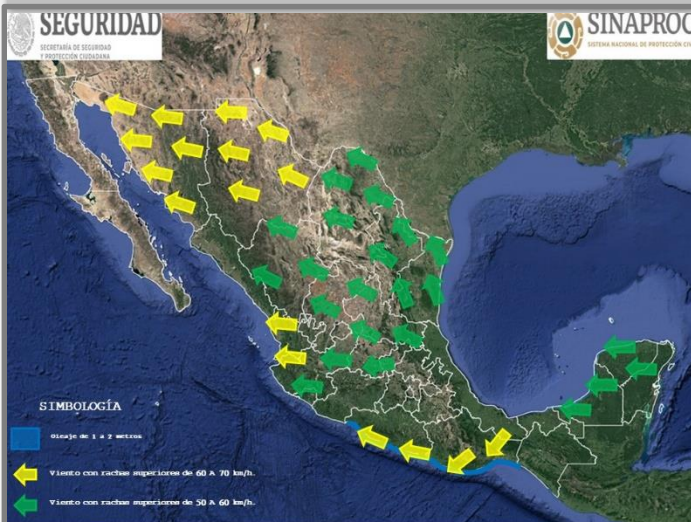 SEGURIDAD
SECRETARÍA DE SEGURIDAD
Y PROTECCIÓN CIUDADANA
SINAPROC
SISTEMA NACIONAL DE PROTECCIÓN CIV
SIMBOLOGÍA
Oleaje de 1 a 2 metros
Viento con rachas superiores de 60 A 70 km/h.
Viento con rachas superiores de 50 A 60 km/h.